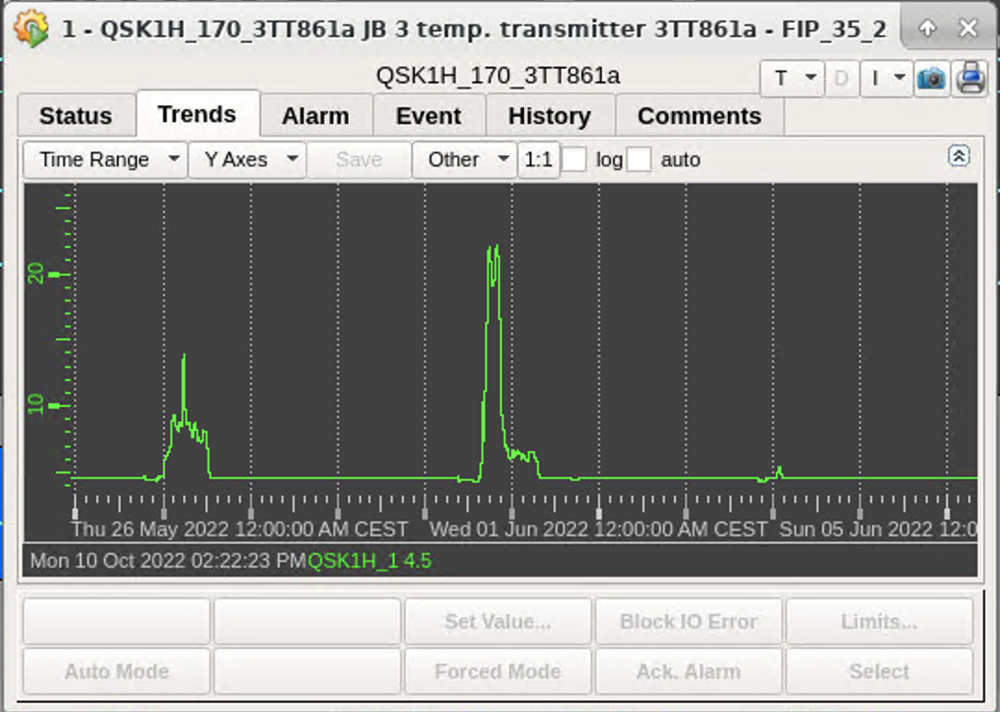 1 - QSK1H_170_3TT861a JB 3 temp. transmitter 3TT861a - FIP_35_2
QSK1H_170_3TT861a
T D I
Status Trends Alarm Event History Comments
Time Range Y Axes Save Other 1:1 log auto
20
10
Thu 26 May 2022 12:00:00 AM CEST Wed 01 Jun 2022 12:00:00 AM CEST Sun 05 Jun 2022 12:0
Mon 10 Oct 2022 02:22:23 PM QSK1H_1 4.5
Set Value... Block IO Error Limits...
Auto Mode Forced Mode Ack. Alarm Select